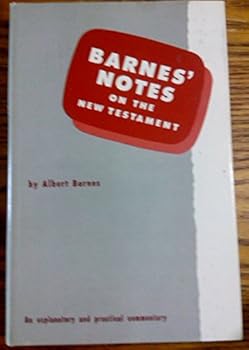 BARNES'
NOTES
ON THE
NEW TESTAMENT
by Albert Barnes
An explanatory and practical commentary